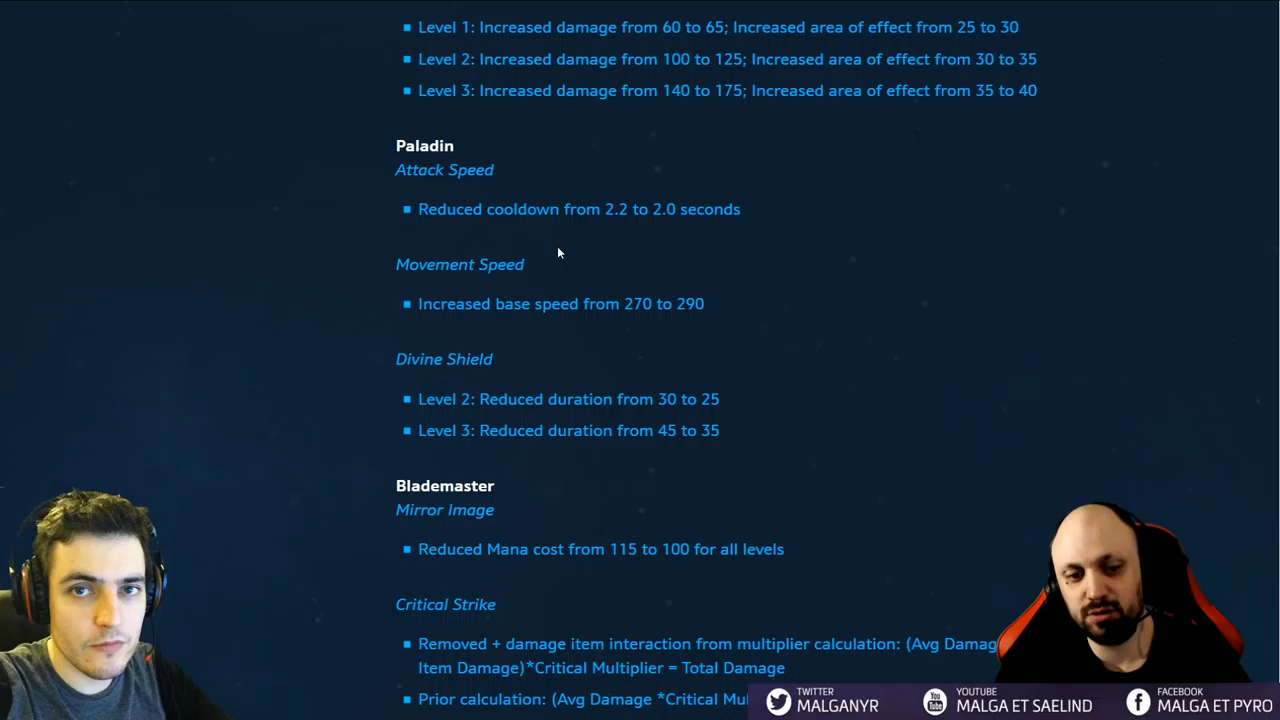 Level 1: Increased damage from 60 to 65; Increased area of effect from 25 to 30
Level 2: Increased damage from 100 to 125; Increased area of effect from 30 to 35
Level 3: Increased damage from 140 to 175; Increased area of effect from 35 to 40
Paladin
Attack Speed
Reduced cooldown from 2.2 to 2.0 seconds
Movement Speed
Increased base speed from 270 to 290
Divine Shield
Level 2: Reduced duration from 30 to 25
Level 3: Reduced duration from 45 to 35
Blademaster
Mirror Image
Reduced Mana cost from 115 to 100 for all levels
Critical Strike
Removed + damage item interaction from multiplier calculation: (Avg Damag
Item Damage)*Critical Multiplier = Total Damage
Prior calculation: (Avg Damage *Critical Mul
TWITTER
MALGANYR
YOUTUBE
MALGA ET SAELIND
FACEBOOK
MALGA ET PYRO